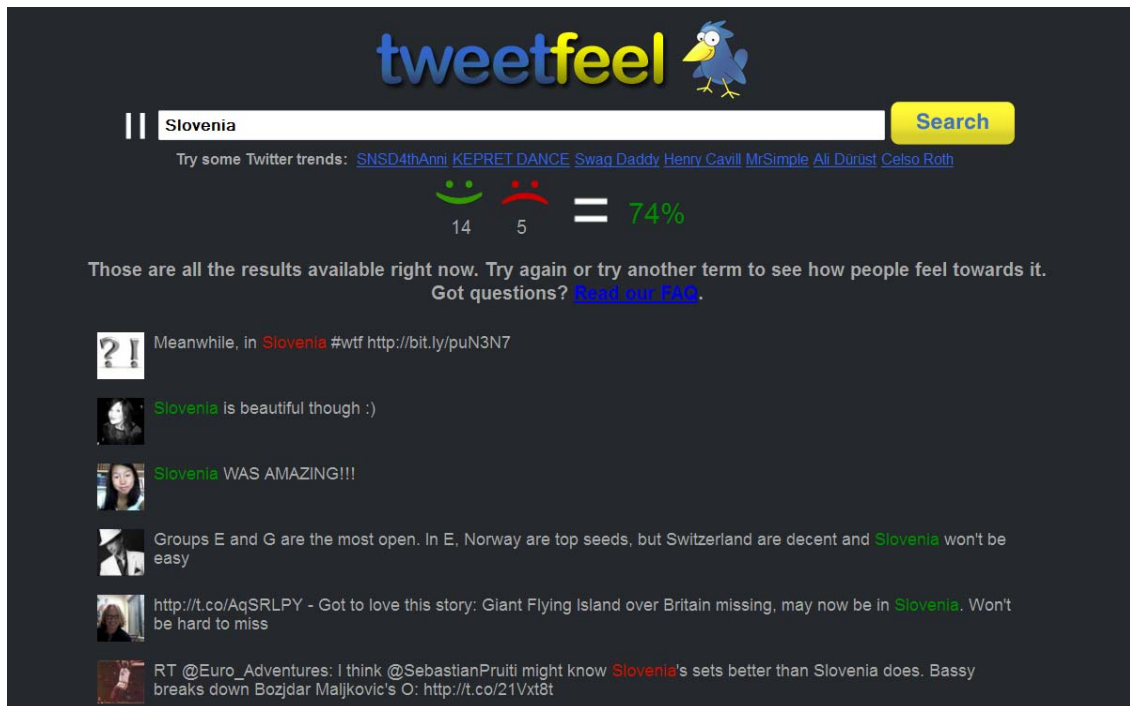 tweetfeel
Slovenia
Search
Try some Twitter trends: SNSD4thAnni KEPRET DANCE Swag Daddy Henry Cavill MrSimple Ali Dürüst Celso Roth
14 5 = 74%
Those are all the results available right now. Try again or try another term to see how people feel towards it.
Got questions? Read our FAQ.
?!
Meanwhile, in Slovenia #wtf http://bit.ly/puN3N7
Slovenia is beautiful though :)
Slovenia WAS AMAZING!!!
Groups E and G are the most open. In E, Norway are top seeds, but Switzerland are decent and Slovenia won't be
easy
http://t.co/AqSRLPY - Got to love this story: Giant Flying Island over Britain missing, may now be in Slovenia. Won't
be hard to miss
RT @Euro_Adventures: I think @SebastianPruiti might know Slovenia's sets better than Slovenia does. Bassy
breaks down Bozjdar Maljkovic's O: http://t.co/21Vxt8t